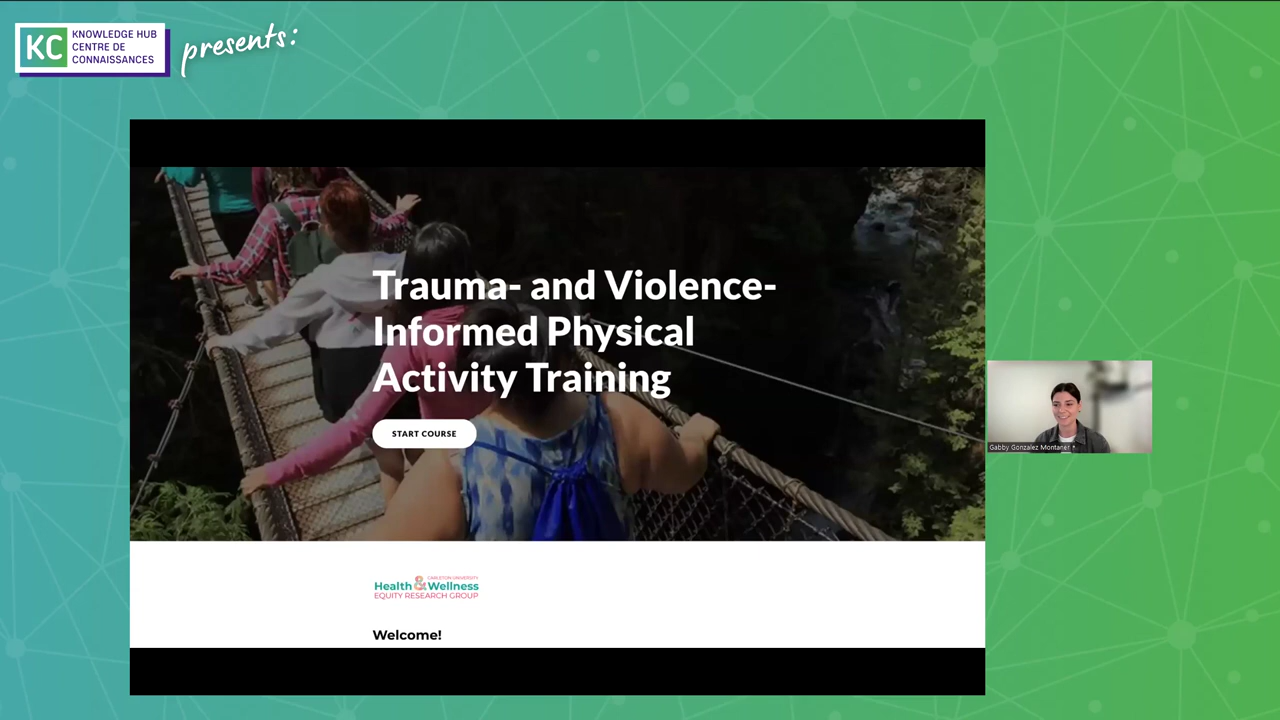 KC
KNOWLEDGE HUB
CENTRE DE
CONNAISSANCES
presents:
Trauma- and Violence-
Informed Physical
Activity Training
START COURSE
CARLETON UNIVERSITY
Health & Wellness
EQUITY RESEARCH GROUP
Welcome!
Gabby Gonzalez Montaner